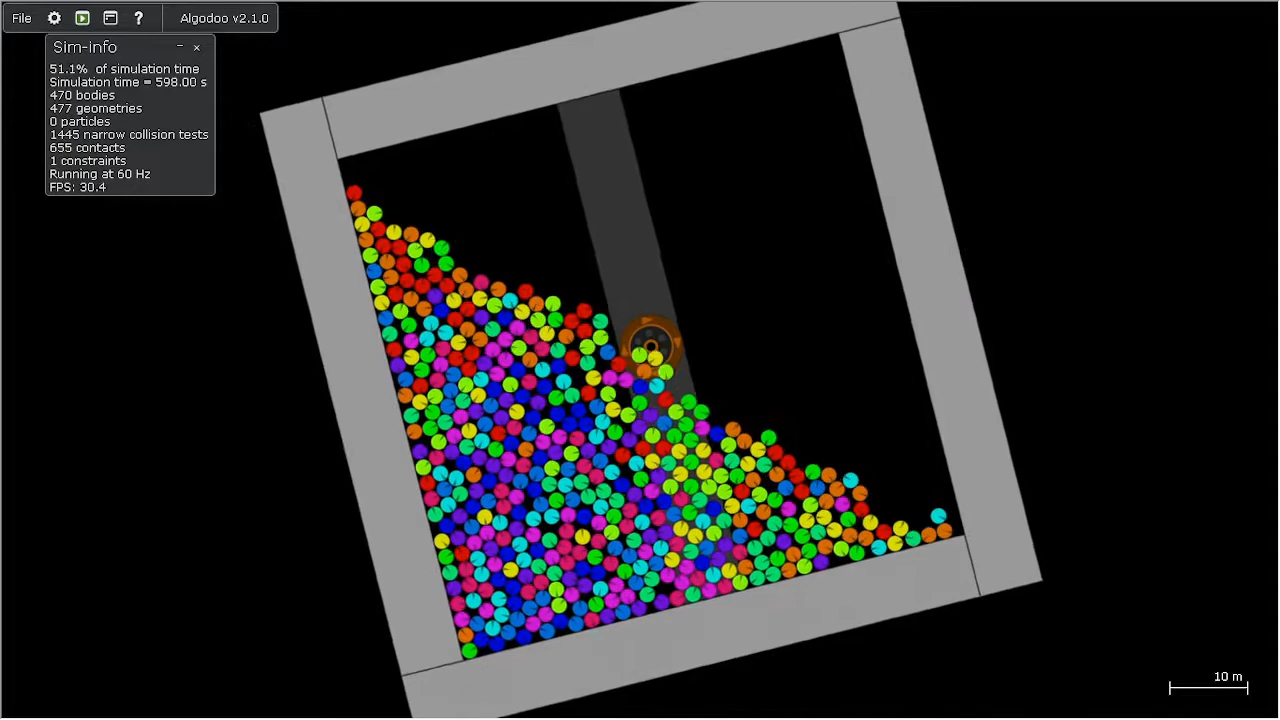 File ? Algodoo v2.1.0
Sim-info
51.1% of simulation time
Simulation time = 598.00 s
470 bodies
477 geometries
0 particles
1445 narrow collision tests
655 contacts
1 constraints
Running at 60 Hz
FPS: 30.4
10 m